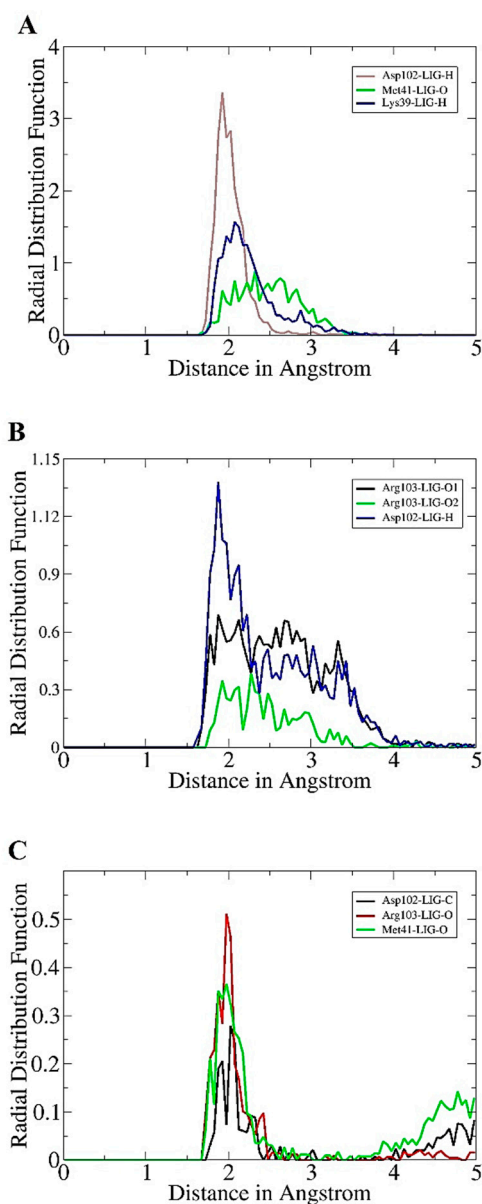 A
Radial Distribution Function
4
3
2
1
0
Asp102-LIG-H
Met41-LIG-O
Lys39-LIG-H
0 1 2 3 4 5
Distance in Angstrom
B
Radial Distribution Function
1.15
1.12
0.9
0.6
0.3
0
Arg103-LIG-O1
Arg103-LIG-O2
Asp102-LIG-H
0 1 2 3 4 5
Distance in Angstrom
C
Radial Distribution Function
0.5
0.4
0.3
0.2
0.1
0
Asp102-LIG-C
Arg103-LIG-O
Met41-LIG-O
0 1 2 3 4 5
Distance in Angstrom